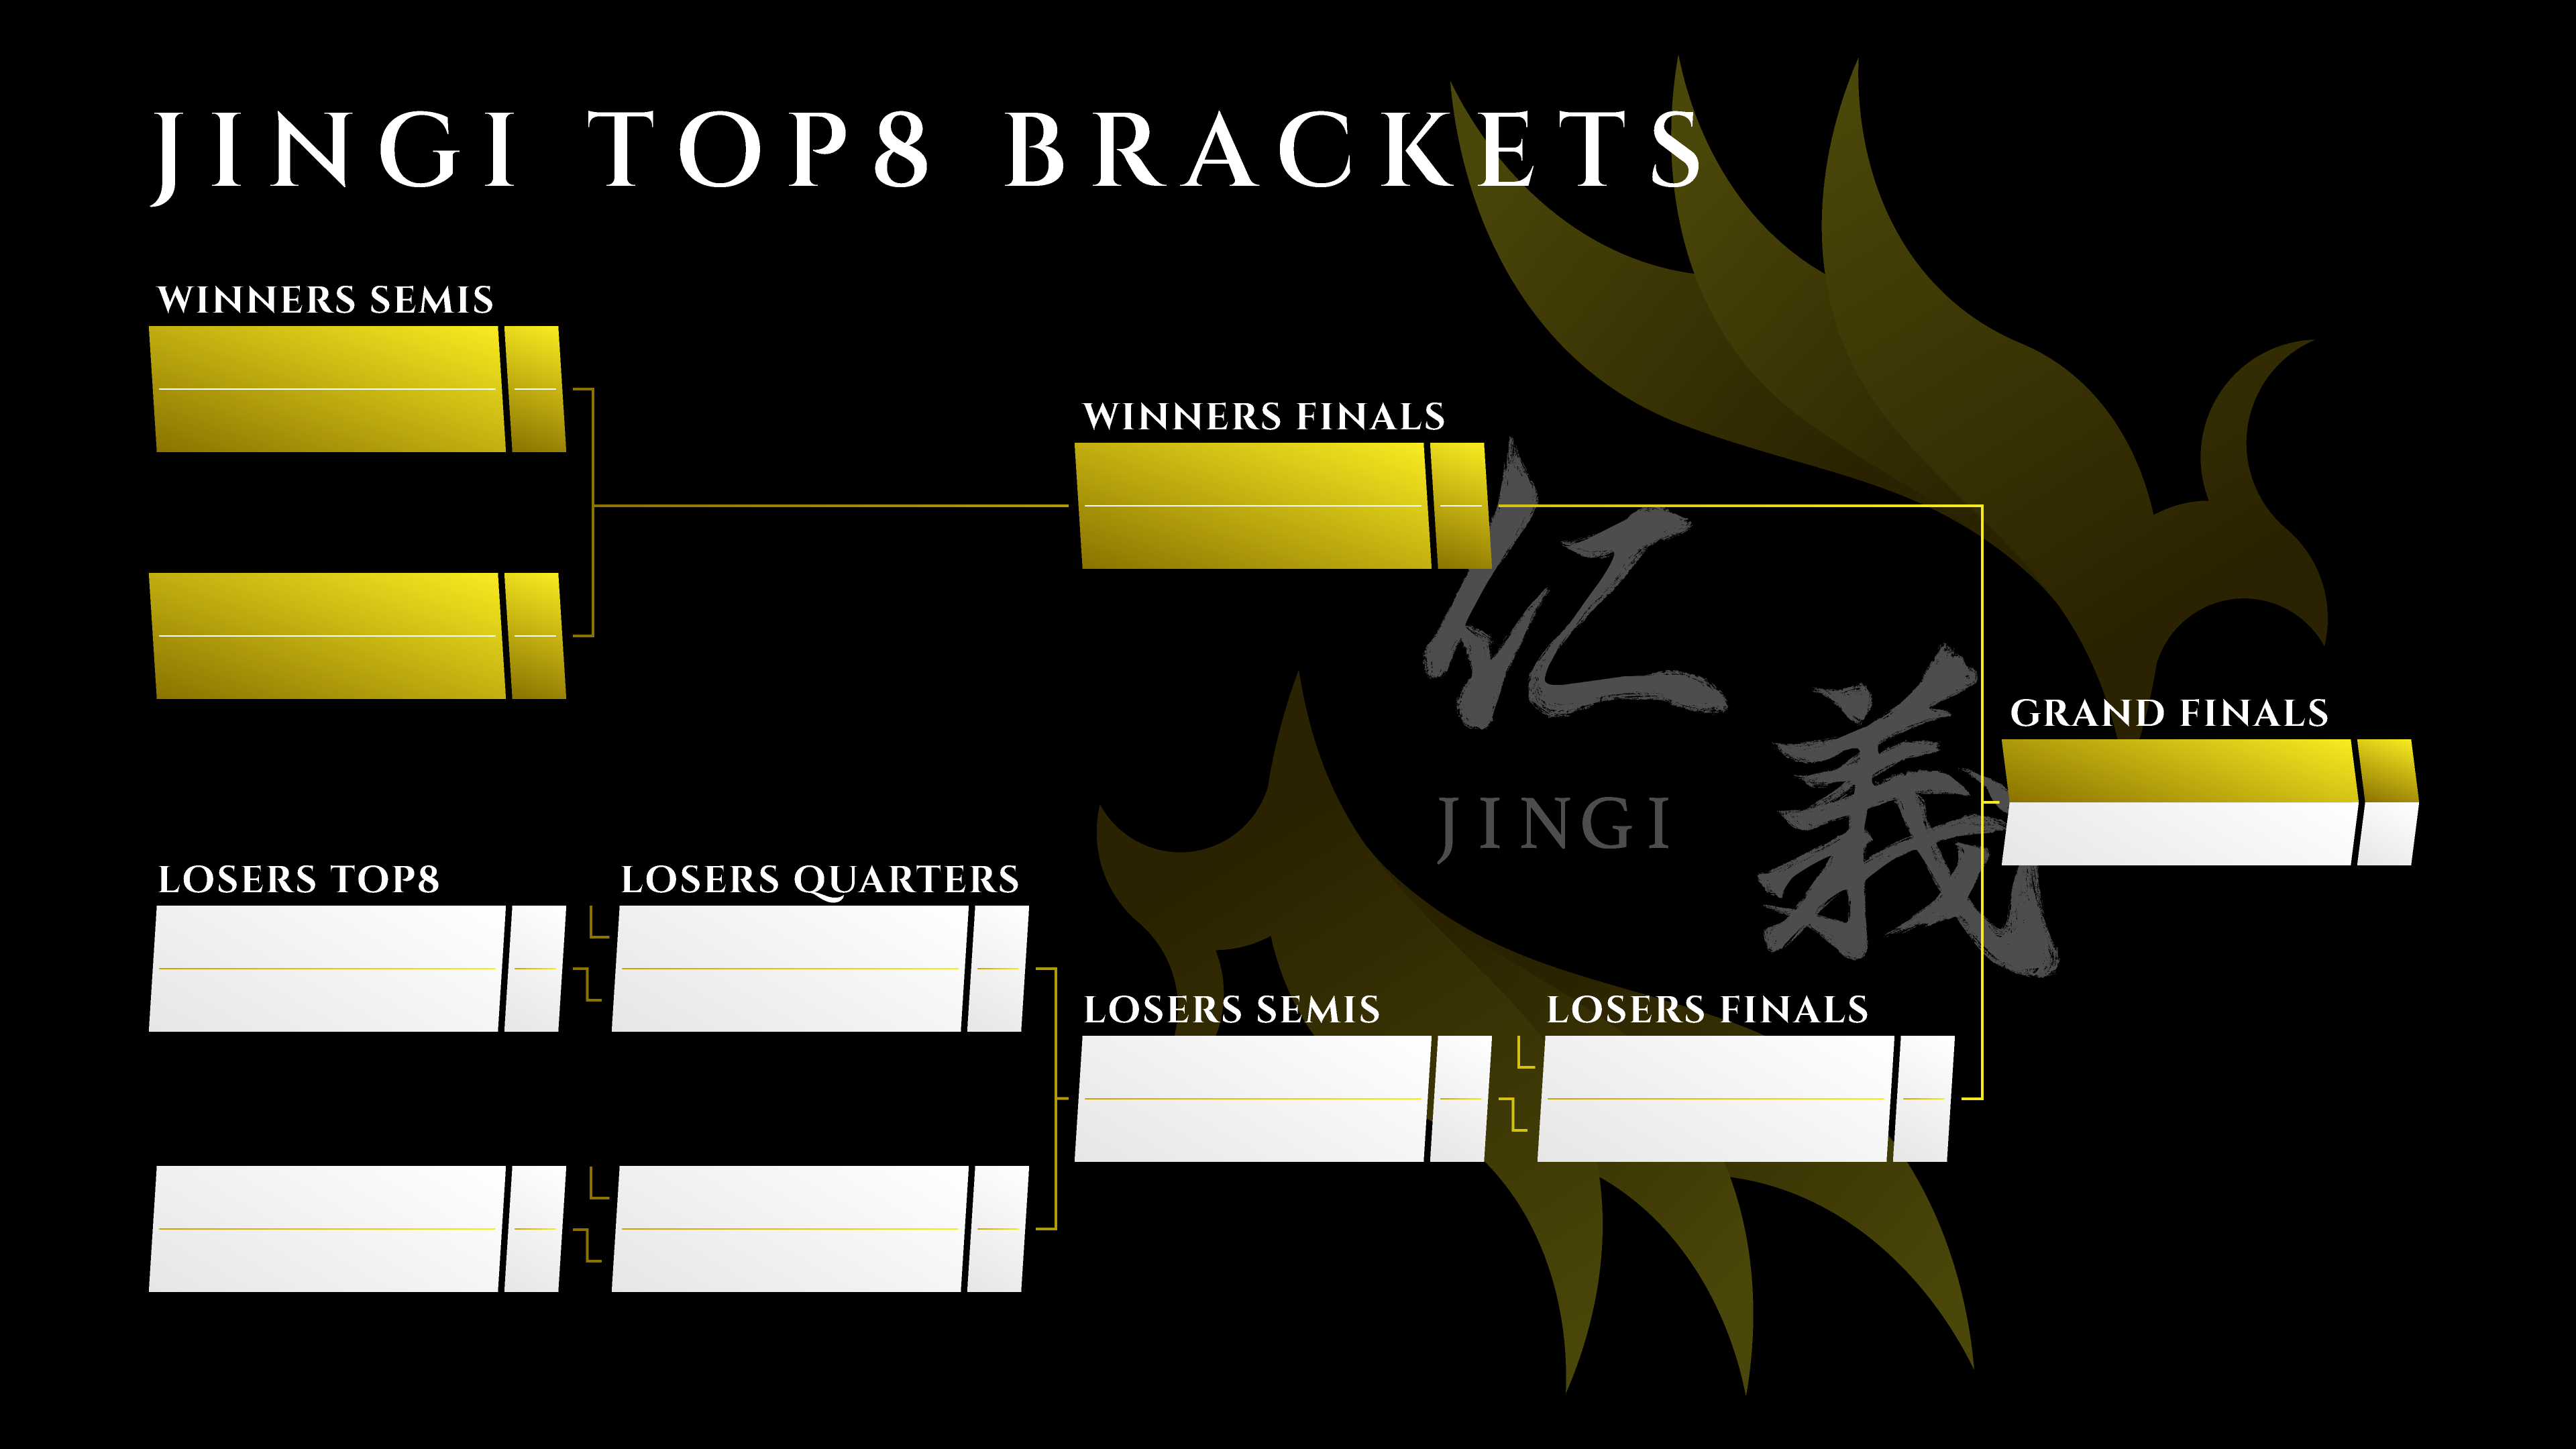 JINGI TOP8 BRACKETS
WINNERS SEMIS
WINNERS FINALS
仁
義
JINGI
GRAND FINALS
LOSERS TOP8
LOSERS QUARTERS
LOSERS SEMIS
LOSERS FINALS